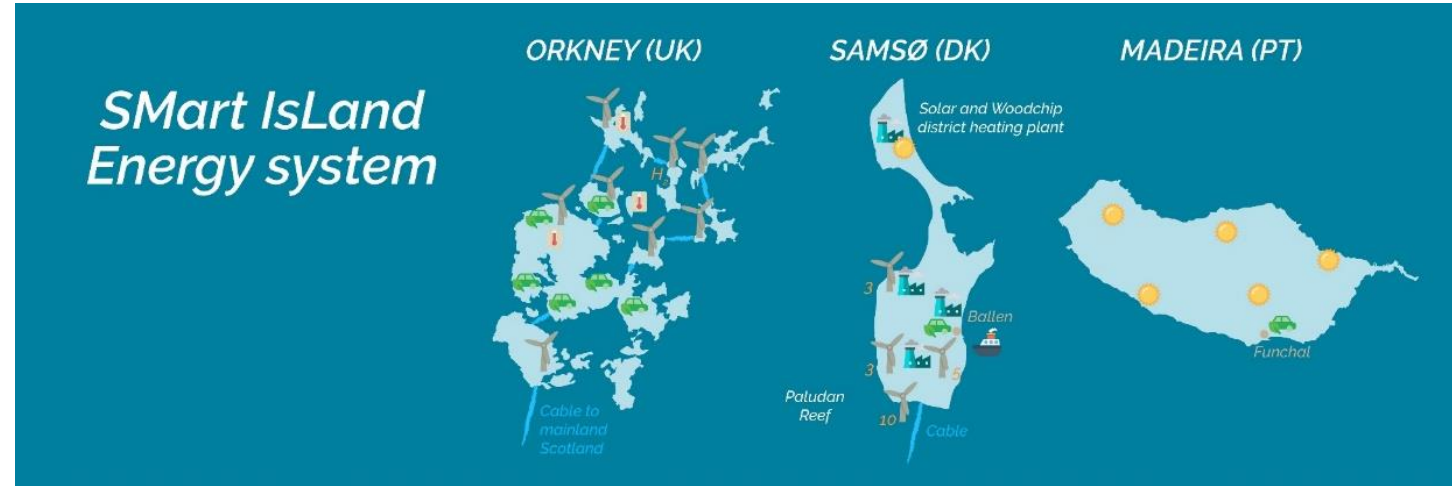 SMart IsLand
Energy system
ORKNEY (UK)
H2
Cable to
mainland
Scotland
SAMSØ (DK)
Solar and Woodchip
district heating plant
3
Ballen
3
5
Paludan
Reef
10
Cable
MADEIRA (PT)
Funchal